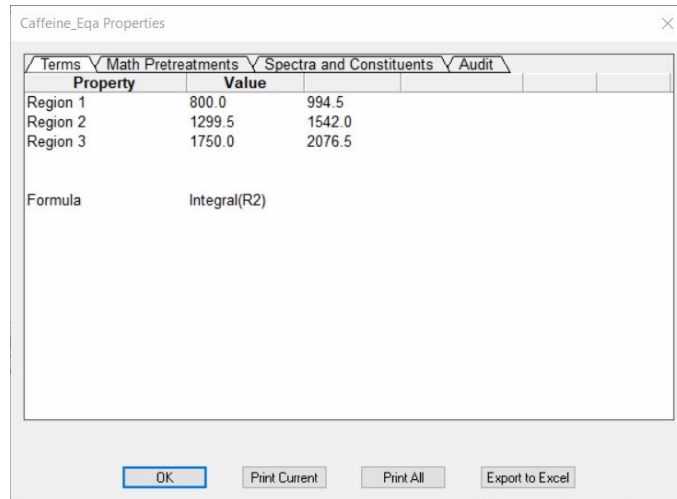 Caffeine_Eqa Properties
Terms Math Pretreatments Spectra and Constituents Audit
Property Value
Region 1 800.0 994.5
Region 2 1299.5 1542.0
Region 3 1750.0 2076.5
Formula Integral(R2)
OK Print Current Print All Export to Excel